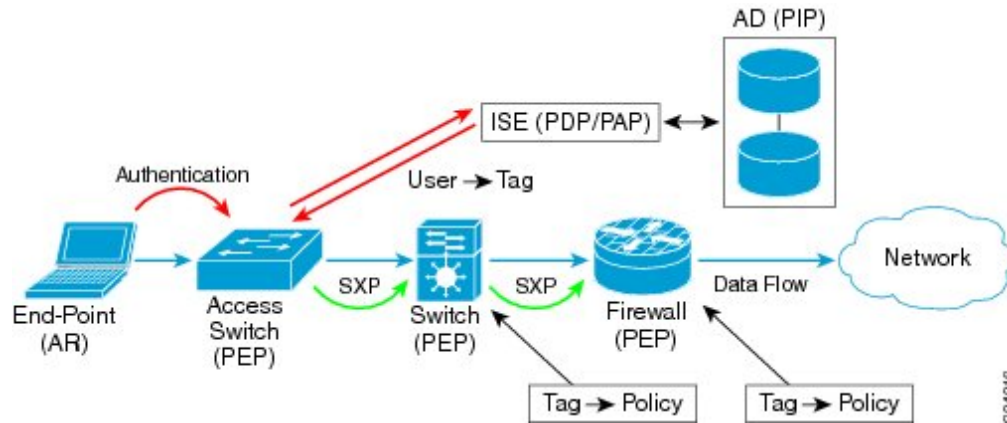 AD (PIP)
ISE (PDP/PAP)
Authentication
User → Tag
SXP
SXP
Data Flow
Network
End-Point
(AR)
Access
Switch
(PEP)
Switch
(PEP)
Firewall
(PEP)
Tag → Policy
Tag → Policy